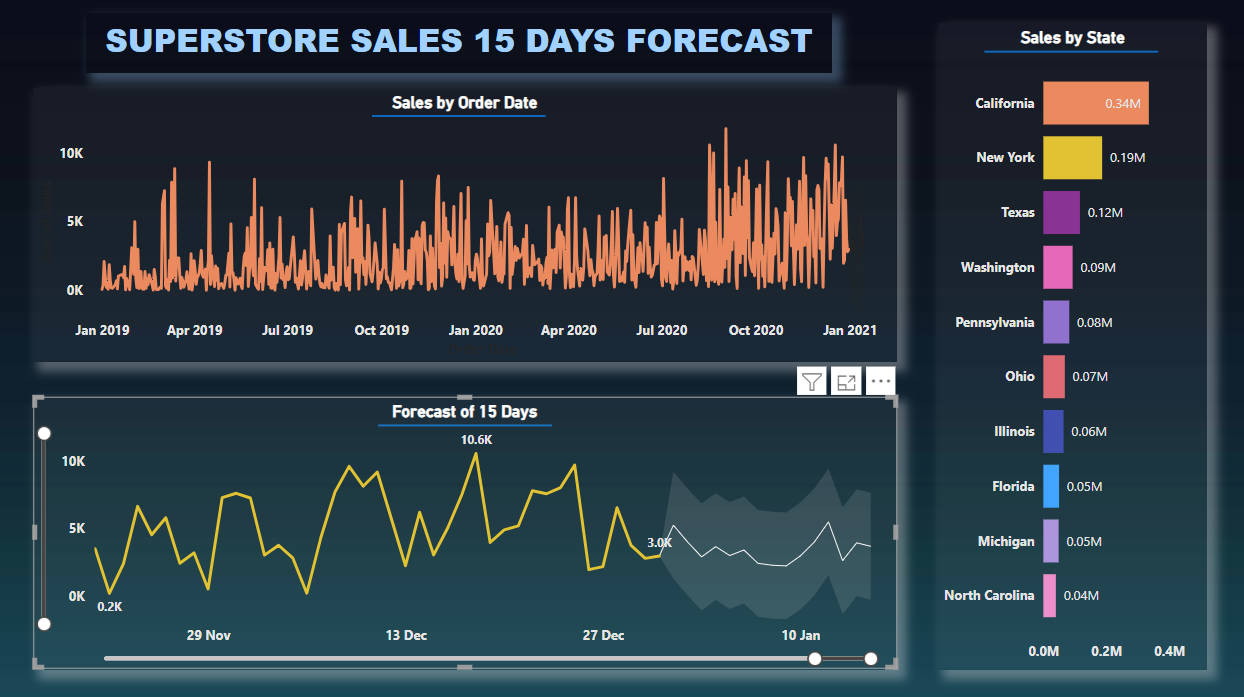 SUPERSTORE SALES 15 DAYS FORECAST
Sales by Order Date
10K
5K
0K
Jan 2019 Apr 2019 Jul 2019 Oct 2019 Jan 2020 Apr 2020 Jul 2020 Oct 2020 Jan 2021
Forecast of 15 Days
10.6K
10K
5K
3.0K
0K
0.2K
29 Nov 13 Dec 27 Dec 10 Jan
Sales by State
California 0.34M
New York 0.19M
Texas 0.12M
Washington 0.09M
Pennsylvania 0.08M
Ohio 0.07M
Illinois 0.06M
Florida 0.05M
Michigan 0.05M
North Carolina 0.04M
0.0M 0.2M 0.4M